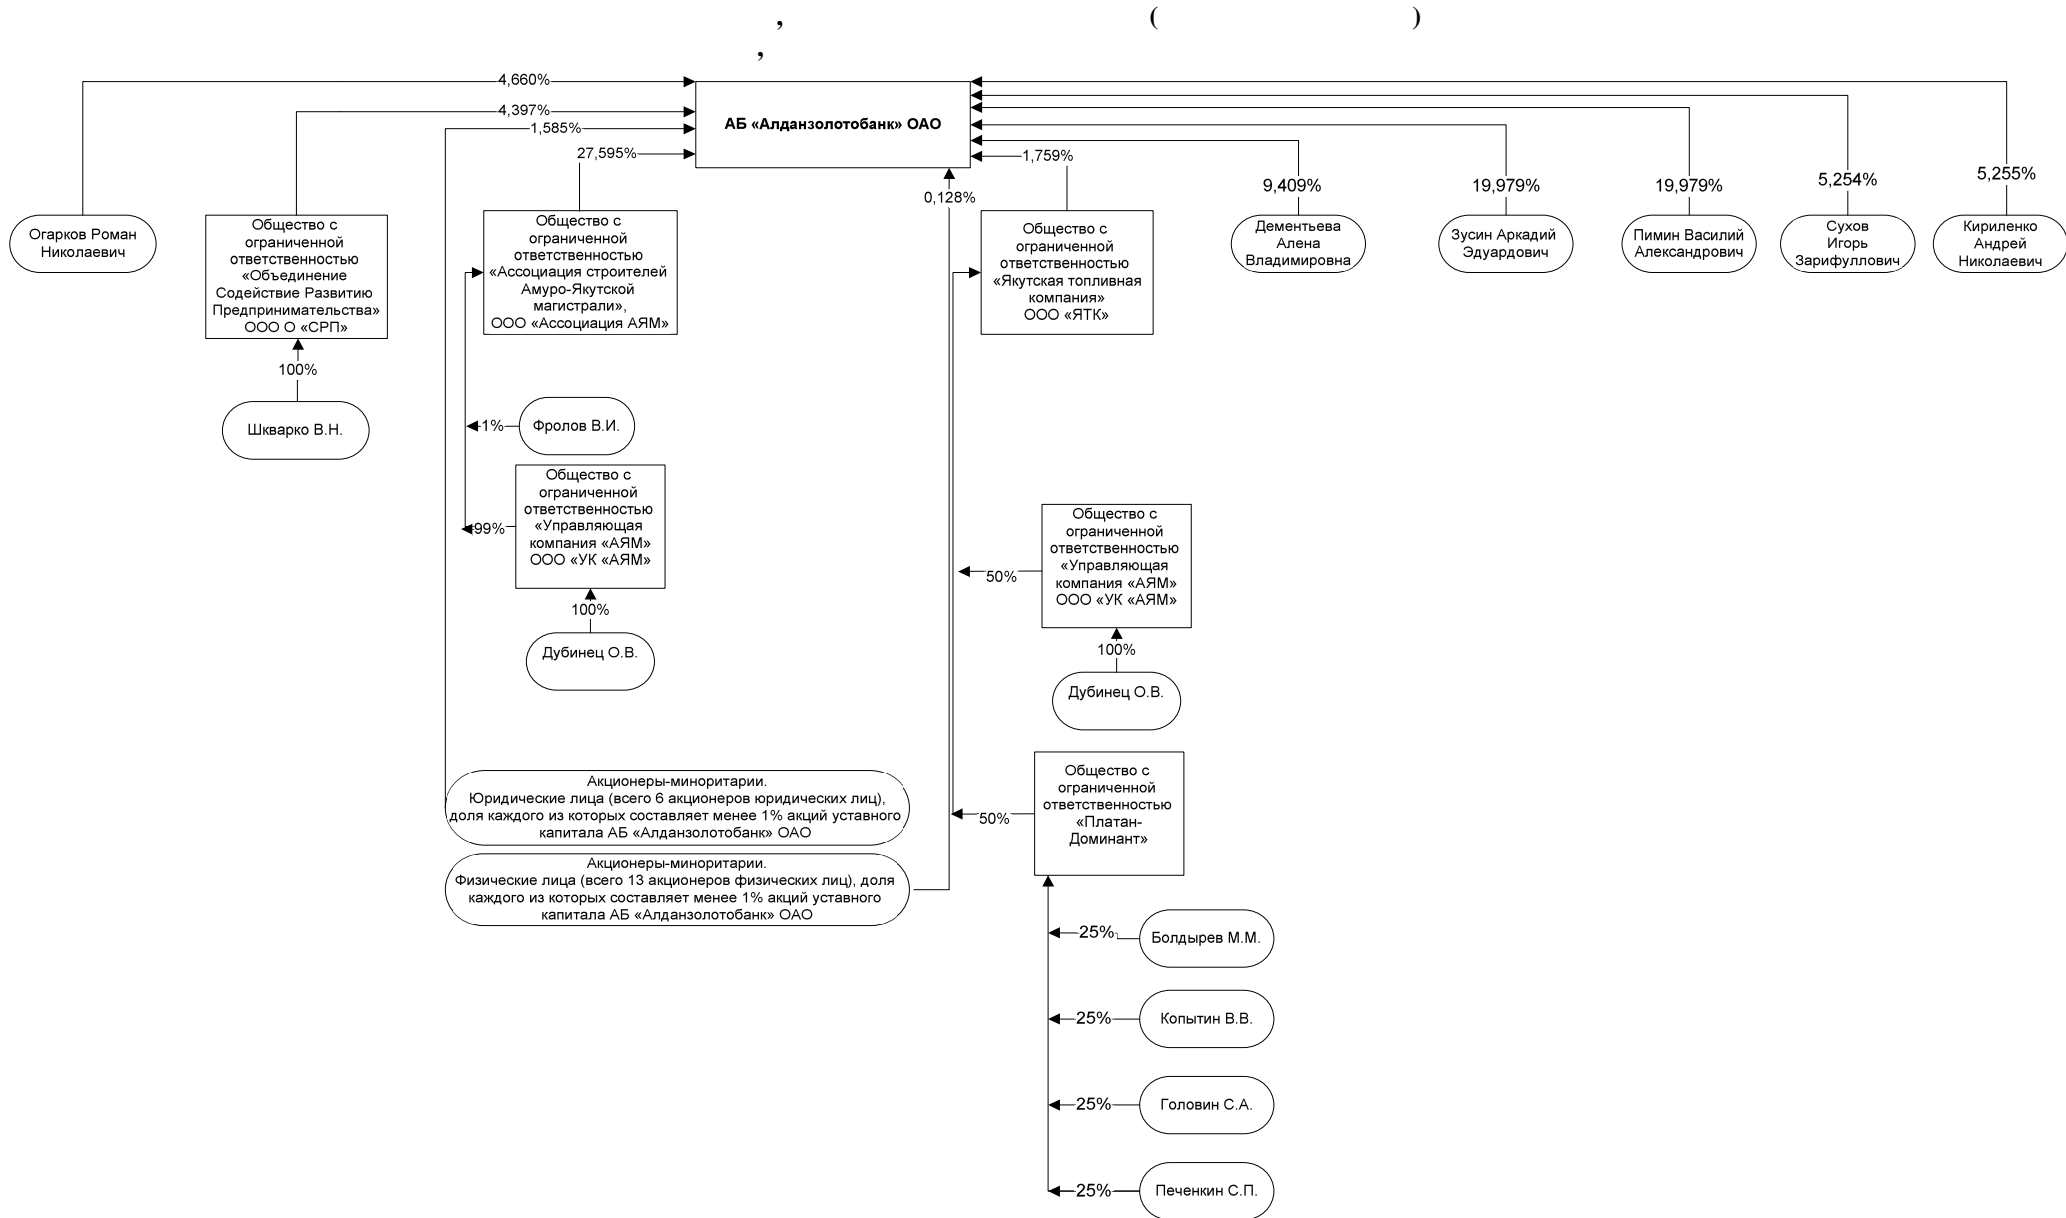 , ( )
,
4,660%
4,397%
1,585%
27,595%
АБ «Алданзолотобанк» ОАО
0,128%
1,759%
9,409%
19,979%
19,979%
5,254%
5,255%
Огарков Роман
Николаевич
Общество с
ограниченной
ответственностью
«Объединение
Содействие Развитию
Предпринимательства»
ООО О «СРП»
100%
Шкварко В.Н.
Общество с
ограниченной
ответственностью
«Ассоциация строителей
Амуро-Якутской
магистрали»,
ООО «Ассоциация АЯМ»
1%
Фролов В.И.
99%
Общество с
ограниченной
ответственностью
«Управляющая
компания «АЯМ»
ООО «УК «АЯМ»
100%
Дубинец О.В.
Общество с
ограниченной
ответственностью
«Якутская топливная
компания»
ООО «ЯТК»
Дементьева
Алена
Владимировна
Зусин Аркадий
Эдуардович
Пимин Василий
Александрович
Сухов
Игорь
Зарифуллович
Кириленко
Андрей
Николаевич
50%
Общество с
ограниченной
ответственностью
«Управляющая
компания «АЯМ»
ООО «УК «АЯМ»
100%
Дубинец О.В.
Акционеры-миноритарии.
Юридические лица (всего 6 акционеров юридических лиц),
доля каждого из которых составляет менее 1% акций уставного
капитала АБ «Алданзолотобанк» ОАО
Акционеры-миноритарии.
Физические лица (всего 13 акционеров физических лиц), доля
каждого из которых составляет менее 1% акций уставного
капитала АБ «Алданзолотобанк» ОАО
50%
Общество с
ограниченной
ответственностью
«Платан-
Доминант»
25%
Болдырев М.М.
25%
Копытин В.В.
25%
Головин С.А.
25%
Печенкин С.П.